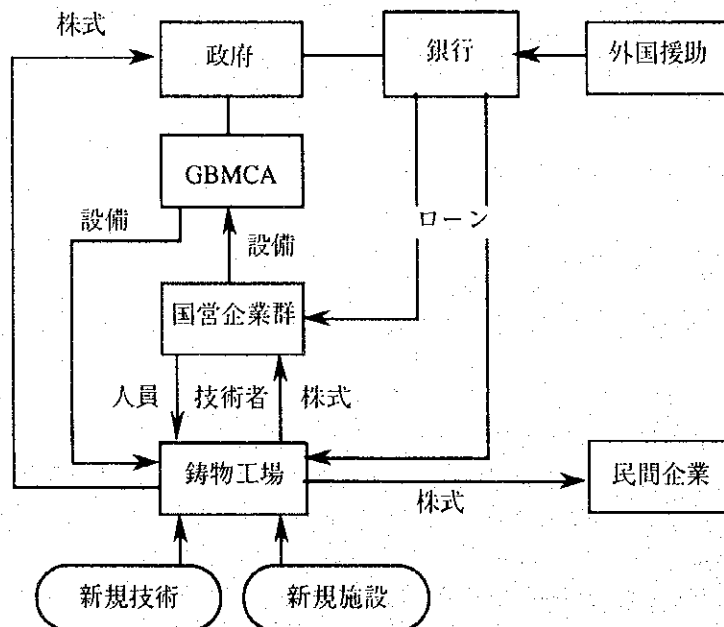 株式
政府
銀行
外国援助
GBMCA
設備
ローン
設備
国営企業群
人員 技術者 株式
鋳物工場
民間企業
株式
新規技術
新規施設